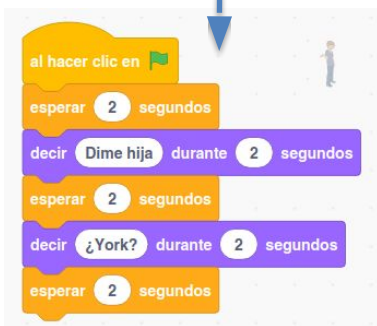 al hacer clic en
esperar 2 segundos
decir Dime hija durante 2 segundos
esperar 2 segundos
decir ¿York? durante 2 segundos
esperar 2 segundos